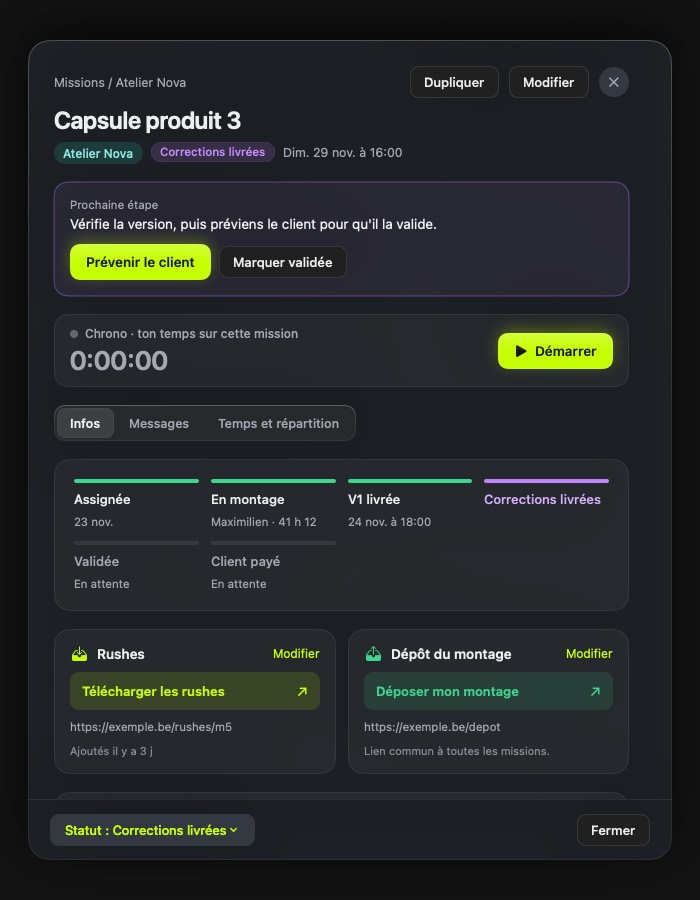 Missions / Atelier Nova
Dupliquer
Modifier
Capsule produit 3
Atelier Nova
Corrections livrées
Dim. 29 nov. à 16:00
Prochaine étape
Vérifie la version, puis préviens le client pour qu'il la valide.
Prévenir le client
Marquer validée
Chrono · ton temps sur cette mission
0:00:00
Démarrer
Infos
Messages
Temps et répartition
Assignée
23 nov.
En montage
Maximilien · 41 h 12
V1 livrée
24 nov. à 18:00
Corrections livrées
Validée
En attente
Client payé
En attente
Rushes
Modifier
Télécharger les rushes
https://exemple.be/rushes/m5
Ajoutés il y a 3 j
Dépôt du montage
Modifier
Déposer mon montage
https://exemple.be/depot
Lien commun à toutes les missions.
Statut : Corrections livrées
Fermer